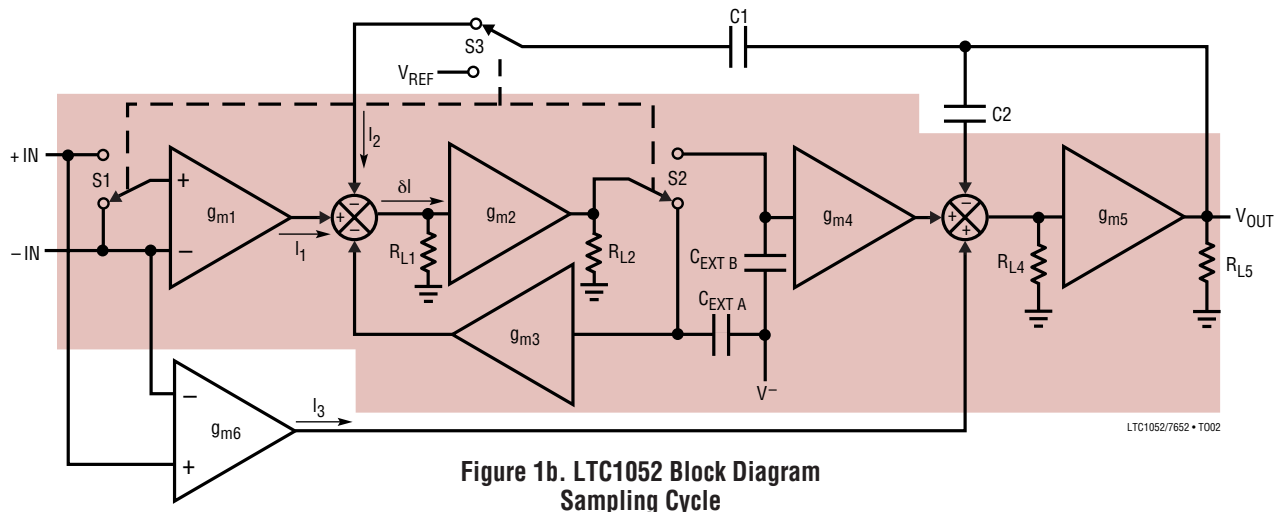 C1
S3
V_REF
C2
I_2
+IN
S1
+
δI
S2
g_m1
+
−
−
g_m2
g_m4
+
−
+
g_m5
V_OUT
−IN
−
I_1
R_L1
R_L2
C_EXT B
R_L4
R_L5
C_EXT A
g_m3
V−
−
I_3
g_m6
+
LTC1052/7652 • TO02
Figure 1b. LTC1052 Block Diagram
Sampling Cycle